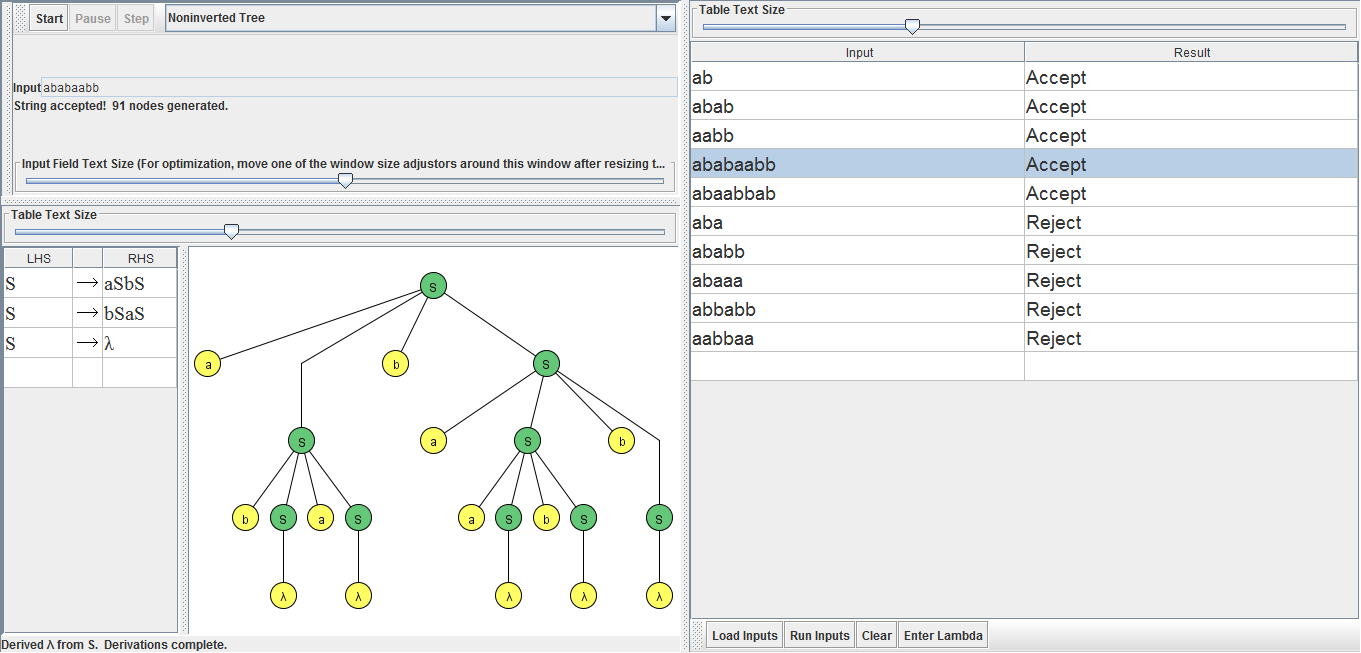 Start Pause Step Noninverted Tree
Input ababaabb
String accepted! 91 nodes generated.
Input Field Text Size (For optimization, move one of the window size adjustors around this window after resizing t...
Table Text Size
LHS RHS
S → aSbS
S → bSaS
S → λ
S
a b S
S a S b
b S a S a S b S S
λ λ λ λ λ
Derived λ from S. Derivations complete.
Table Text Size
Input Result
ab Accept
abab Accept
aabb Accept
ababaabb Accept
abaabbab Accept
aba Reject
ababb Reject
abaaa Reject
abbabb Reject
aabbaa Reject
Load Inputs Run Inputs Clear Enter Lambda